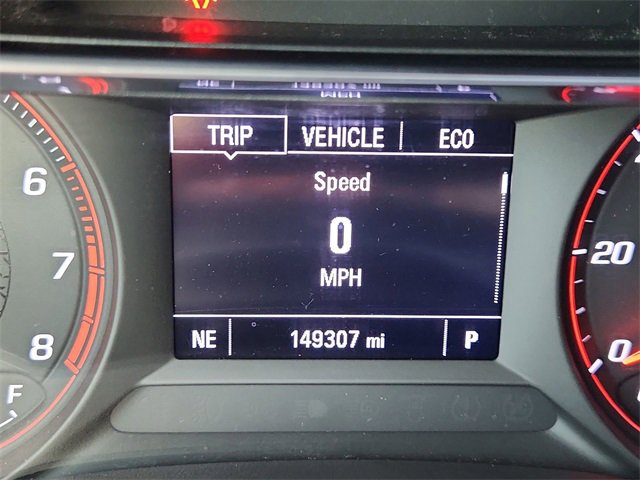 TRIP VEHICLE ECO
Speed
0
MPH
NE 149307 mi P
6
7
8
F
20
0